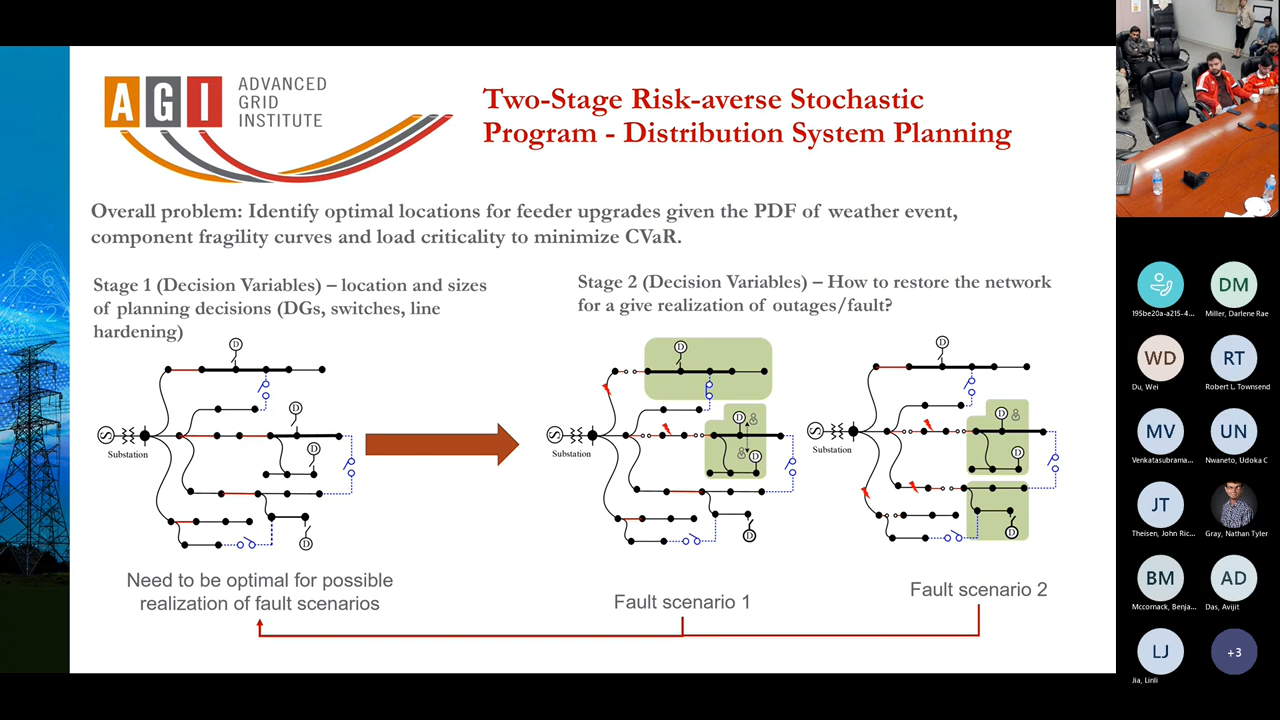 AGI
ADVANCED
GRID
INSTITUTE
Two-Stage Risk-averse Stochastic
Program - Distribution System Planning
Overall problem: Identify optimal locations for feeder upgrades given the PDF of weather event,
component fragility curves and load criticality to minimize CVaR.
Stage 1 (Decision Variables) – location and sizes
of planning decisions (DGs, switches, line
hardening)
Stage 2 (Decision Variables) – How to restore the network
for a give realization of outages/fault?
D
D
D
D
S
Substation
D
D
D
D
S
Substation
D
D
D
D
S
Substation
Need to be optimal for possible
realization of fault scenarios
Fault scenario 1
Fault scenario 2
195be20a-a215-4...
DM
Miller, Darlene Rae
WD
Du, Wei
RT
Robert L. Townsend
MV
Venkatasubrama...
UN
Nwaneto, Udoka C
JT
Theisen, John Ric...
Gray, Nathan Tyler
BM
Mccornack, Benja...
AD
Das, Avijit
LJ
Jia, Linli
+3